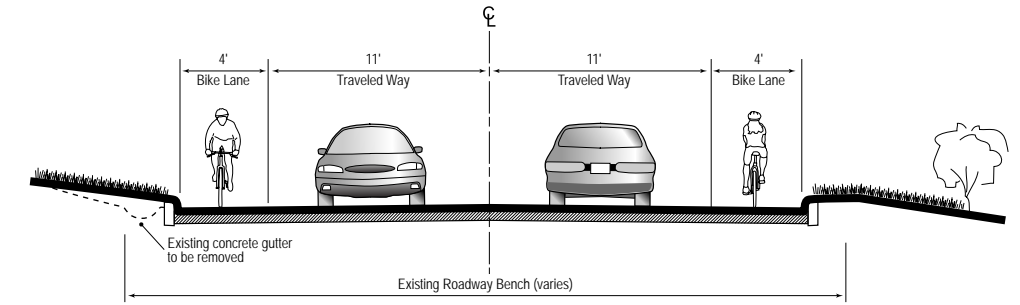 ℄
4'
Bike Lane
11'
Traveled Way
11'
Traveled Way
4'
Bike Lane
Existing concrete gutter
to be removed
Existing Roadway Bench (varies)